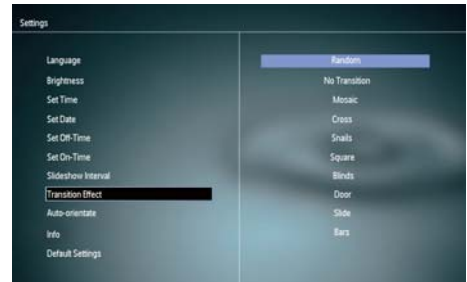 Settings
Language
Brightness
Set Time
Set Date
Set Off-Time
Set On-Time
Slideshow Interval
Transition Effect
Auto-orientate
Info
Default Settings
Random
No Transition
Mosaic
Cross
Snails
Square
Blinds
Door
Slide
Bars